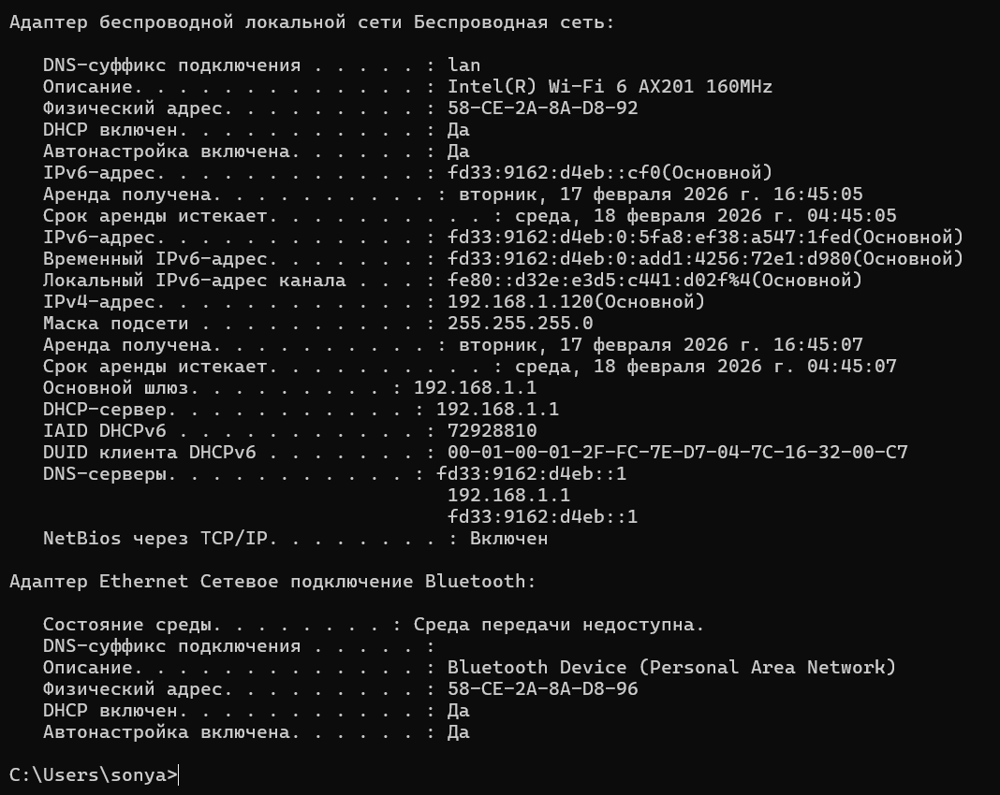 Адаптер беспроводной локальной сети Беспроводная сеть:
DNS-суффикс подключения . . . . . : lan
Описание. . . . . . . . . . . . . : Intel(R) Wi-Fi 6 AX201 160MHz
Физический адрес. . . . . . . . . : 58-CE-2A-8A-D8-92
DHCP включен. . . . . . . . . . . : Да
Автонастройка включена. . . . . . : Да
IPv6-адрес. . . . . . . . . . . . : fd33:9162:d4eb::cf0(Основной)
Аренда получена. . . . . . . . . . : вторник, 17 февраля 2026 г. 16:45:05
Срок аренды истекает. . . . . . . . . . : среда, 18 февраля 2026 г. 04:45:05
IPv6-адрес. . . . . . . . . . . . : fd33:9162:d4eb:0:5fa8:ef38:a547:1fed(Основной)
Временный IPv6-адрес. . . . . . . : fd33:9162:d4eb:0:add1:4256:72e1:d980(Основной)
Локальный IPv6-адрес канала . . . : fe80::d32e:e3d5:c441:d02f%4(Основной)
IPv4-адрес. . . . . . . . . . . . : 192.168.1.120(Основной)
Маска подсети . . . . . . . . . . : 255.255.255.0
Аренда получена. . . . . . . . . . : вторник, 17 февраля 2026 г. 16:45:07
Срок аренды истекает. . . . . . . . . . : среда, 18 февраля 2026 г. 04:45:07
Основной шлюз. . . . . . . . . : 192.168.1.1
DHCP-сервер. . . . . . . . . . . : 192.168.1.1
IAID DHCPv6 . . . . . . . . . . . : 72928810
DUID клиента DHCPv6 . . . . . . . : 00-01-00-01-2F-FC-7E-D7-04-7C-16-32-00-C7
DNS-серверы. . . . . . . . . . . : fd33:9162:d4eb::1
192.168.1.1
fd33:9162:d4eb::1
NetBios через TCP/IP. . . . . . . . : Включен
Адаптер Ethernet Сетевое подключение Bluetooth:
Состояние среды. . . . . . . . : Среда передачи недоступна.
DNS-суффикс подключения . . . . . :
Описание. . . . . . . . . . . . . : Bluetooth Device (Personal Area Network)
Физический адрес. . . . . . . . . : 58-CE-2A-8A-D8-96
DHCP включен. . . . . . . . . . . : Да
Автонастройка включена. . . . . . : Да
C:\Users\sonya>